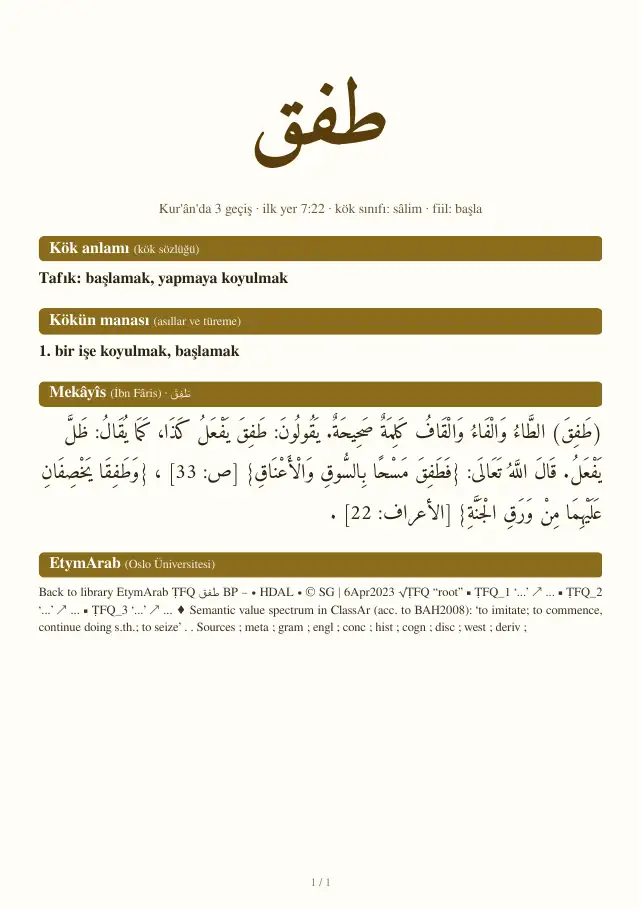 طفق
Kur'ân'da 3 geçiş · ilk yer 7:22 · kök sınıfı: sâlim · fiil: başla
Kök anlamı (kök sözlüğü)
Tafık: başlamak, yapmaya koyulmak
Kökün manası (asıllar ve türeme)
1. bir işe koyulmak, başlamak
Mekâyîs (İbn Fâris) · طَفِقَ
(طَفِقَ) الطَّاءُ وَالْفَاءُ وَالْقَافُ كَلِمَةٌ صَحِيحَةٌ. يَقُولُونَ: طَفِقَ يَفْعَلُ كَذَا، كَمَا يُقَالُ: ظَلَّ
يَفْعَلُ. قَالَ اللَّهُ تَعَالَى: {فَطَفِقَ مَسْحًا بِالسُّوقِ وَالْأَعْنَاقِ} [ص: 33] ، {وَطَفِقَا يَخْصِفَانِ
عَلَيْهِمَا مِنْ وَرَقِ الْجَنَّةِ} [الأعراف: 22] .
EtymArab (Oslo Üniversitesi)
Back to library EtymArab ṬFQ طفق BP – • HDAL • © SG | 6Apr2023 √ṬFQ “root” ▪ ṬFQ_1 ‘...’ ↗ ... ▪ ṬFQ_2
‘...’ ↗ ... ▪ ṬFQ_3 ‘...’ ↗ ... ♦ Semantic value spectrum in ClassAr (acc. to BAH2008): ‘to imitate; to commence,
continue doing s.th.; to seize’ . . Sources ; meta ; gram ; engl ; conc ; hist ; cogn ; disc ; west ; deriv ;
1 / 1